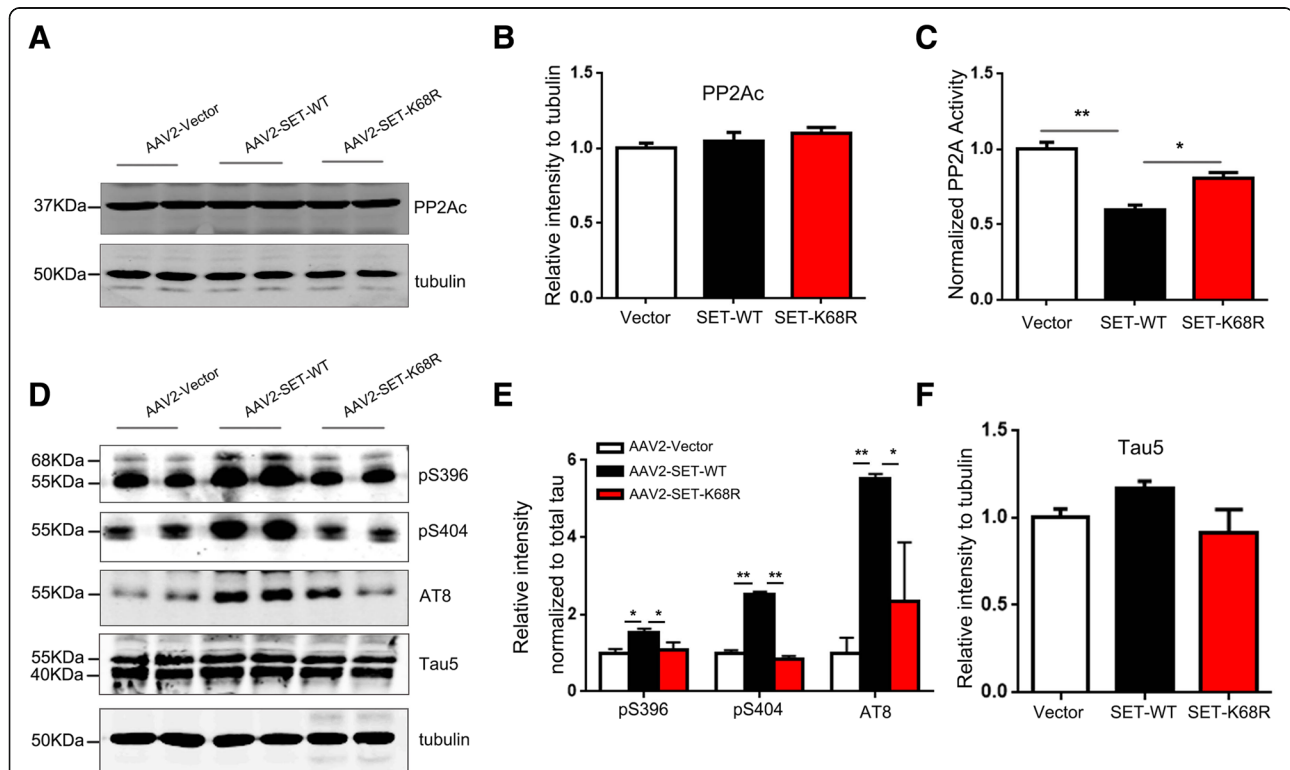 A
AAV2-Vector
AAV2-SET-WT
AAV2-SET-K68R
37KDa
PP2Ac
50KDa
tubulin
B
Relative intensity to tubulin
1.5
1.0
0.5
0.0
PP2Ac
Vector
SET-WT
SET-K68R
C
Normalized PP2A Activity
1.5
1.0
0.5
0.0
**
*
Vector
SET-WT
SET-K68R
D
AAV2-Vector
AAV2-SET-WT
AAV2-SET-K68R
68KDa
55KDa
pS396
55KDa
pS404
55KDa
AT8
55KDa
40KDa
Tau5
50KDa
tubulin
E
AAV2-Vector
AAV2-SET-WT
AAV2-SET-K68R
Relative intensity
normalized to total tau
6
4
2
0
* *
** **
** *
pS396
pS404
AT8
F
Relative intensity to tubulin
1.5
1.0
0.5
0.0
Tau5
Vector
SET-WT
SET-K68R